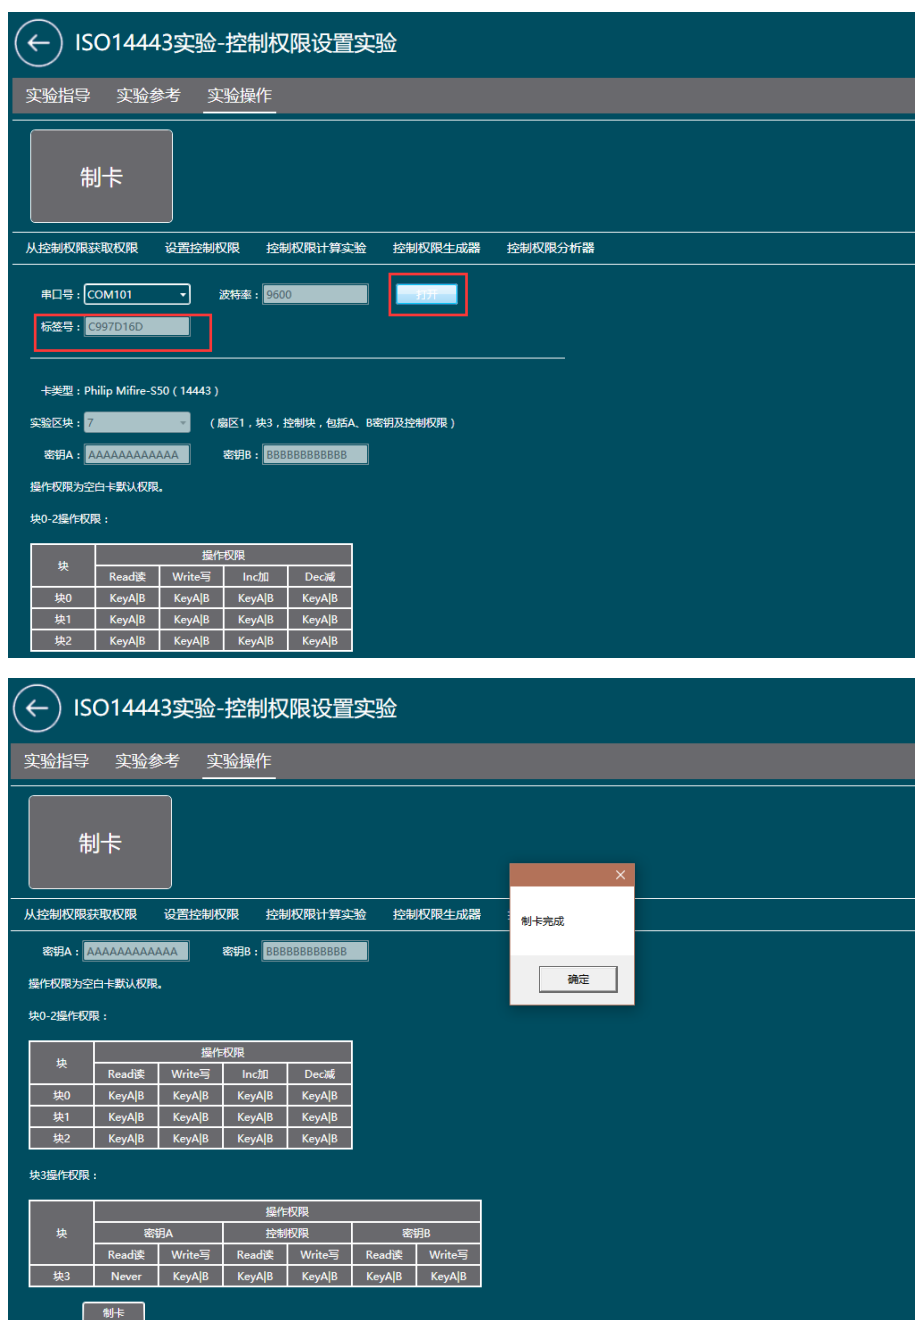 ISO14443实验-控制权限设置实验
实验指导 实验参考 实验操作
制卡
从控制权限获取权限 设置控制权限 控制权限计算实验 控制权限生成器 控制权限分析器
串口号：COM101 波特率：9600 打开
标签号：C997D16D
卡类型：Philip Mifire-S50（14443）
实验区块：7 （扇区1，块3，控制块，包括A、B密钥及控制权限）
密钥A：AAAAAAAAAAAA 密钥B：BBBBBBBBBBBB
操作权限为空白卡默认权限。
块0-2操作权限：
块 操作权限
Read读 Write写 Inc加 Dec减
块0 KeyA|B KeyA|B KeyA|B KeyA|B
块1 KeyA|B KeyA|B KeyA|B KeyA|B
块2 KeyA|B KeyA|B KeyA|B KeyA|B
ISO14443实验-控制权限设置实验
实验指导 实验参考 实验操作
制卡
从控制权限获取权限 设置控制权限 控制权限计算实验 控制权限生成器
制卡完成
确定
密钥A：AAAAAAAAAAAA 密钥B：BBBBBBBBBBBB
操作权限为空白卡默认权限。
块0-2操作权限：
块 操作权限
Read读 Write写 Inc加 Dec减
块0 KeyA|B KeyA|B KeyA|B KeyA|B
块1 KeyA|B KeyA|B KeyA|B KeyA|B
块2 KeyA|B KeyA|B KeyA|B KeyA|B
块3操作权限：
块 操作权限
密钥A 控制权限 密钥B
Read读 Write写 Read读 Write写 Read读 Write写
块3 Never KeyA|B KeyA|B KeyA|B KeyA|B KeyA|B
制卡